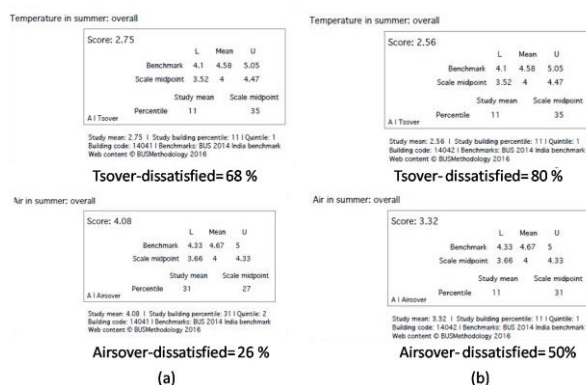 Temperature in summer: overall
Score: 2.75
L Mean U
Benchmark 4.1 4.58 5.05
Scale midpoint 3.52 4 4.47
Study mean Scale midpoint
Percentile 11 35
A | Tsover
Study mean: 2.75 | Study building percentile: 11 | Quintile: 1
Building code: 14041 | Benchmarks: BUS 2014 India benchmark
Web content © BUSMethodology 2016
Tsover-dissatisfied=68 %
Air in summer: overall
Score: 4.08
L Mean U
Benchmark 4.33 4.67 5
Scale midpoint 3.66 4 4.33
Study mean Scale midpoint
Percentile 31 27
A | Airsover
Study mean: 4.08 | Study building percentile: 31 | Quintile: 2
Building code: 14041 | Benchmarks: BUS 2014 India benchmark
Web content © BUSMethodology 2016
Airsover-dissatisfied=26 %
(a)
Temperature in summer: overall
Score: 2.56
L Mean U
Benchmark 4.1 4.58 5.05
Scale midpoint 3.52 4 4.47
Study mean Scale midpoint
Percentile 11 35
A | Tsover
Study mean: 2.56 | Study building percentile: 11 | Quintile: 1
Building code: 14042 | Benchmarks: BUS 2014 India benchmark
Web content © BUSMethodology 2016
Tsover-dissatisfied=80 %
Air in summer: overall
Score: 3.32
L Mean U
Benchmark 4.33 4.67 5
Scale midpoint 3.66 4 4.33
Study mean Scale midpoint
Percentile 11 31
A | Airsover
Study mean: 3.32 | Study building percentile: 11 | Quintile: 1
Building code: 14042 | Benchmarks: BUS 2014 India benchmark
Web content © BUSMethodology 2016
Airsover- dissatisfied=50%
(b)